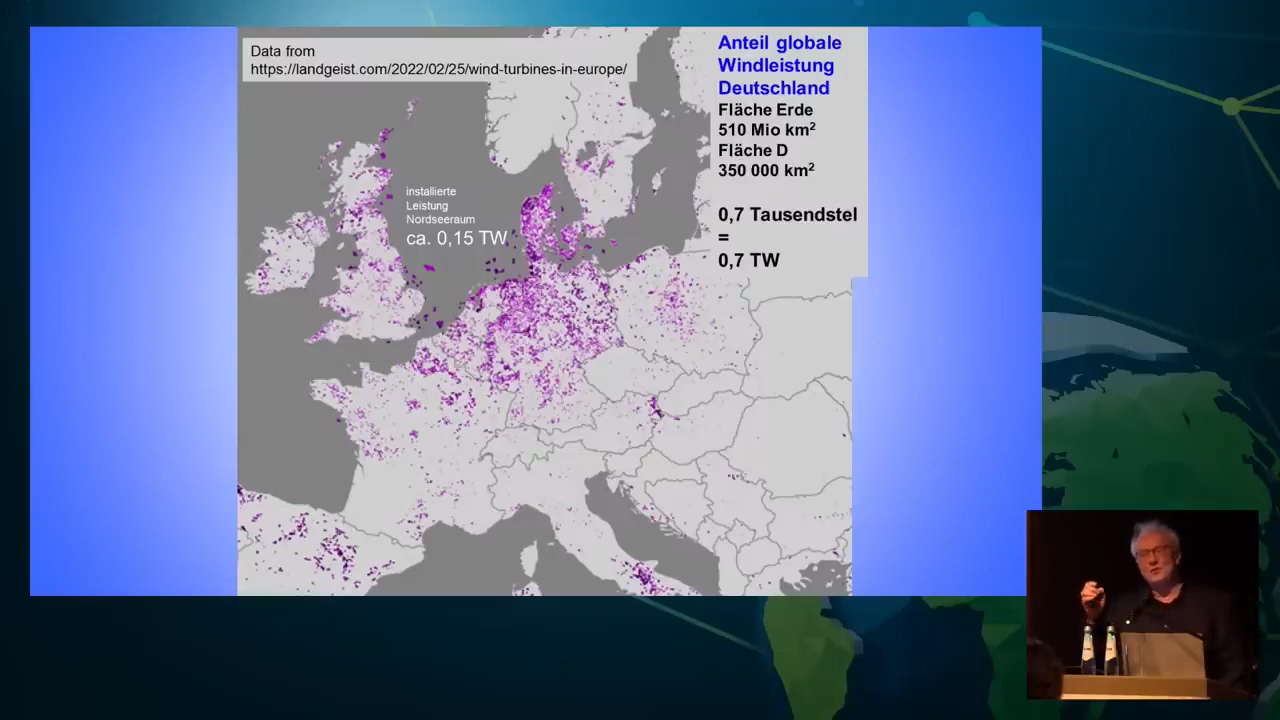 Data from
https://landgeist.com/2022/02/25/wind-turbines-in-europe/
Anteil globale
Windleistung
Deutschland
Fläche Erde
510 Mio km²
Fläche D
350 000 km²
0,7 Tausendstel
=
0,7 TW
installierte
Leistung
Nordseeraum
ca. 0,15 TW